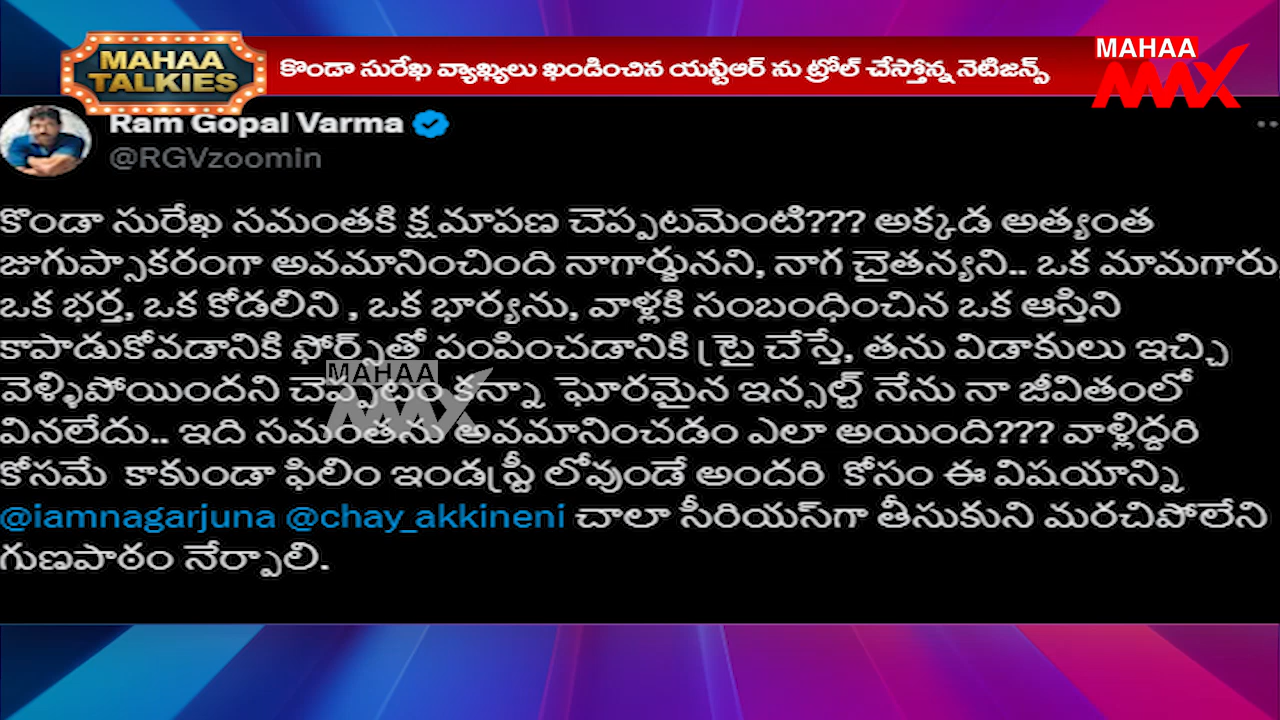 MAHAA
TALKIES
కొండా సురేఖ వ్యాఖ్యలు ఖండించిన యన్టీఆర్ ను ట్రోల్ చేస్తోన్న నెటిజన్స్
MAHAA
MAX
Ram Gopal Varma
@RGVzoomin
కొండా సురేఖ సమంతకి క్షమాపణ చెప్పటమెంటి??? అక్కడ అత్యంత
జుగుప్సాకరంగా అవమానించింది నాగార్జునని, నాగ చైతన్యని.. ఒక మామగారు,
ఒక భర్త, ఒక కోడలిని , ఒక భార్యను, వాళ్లకి సంబంధించిన ఒక ఆస్తిని
కాపాడుకోవడానికి ఫోర్స్‌తో పంపించడానికి ట్రై చేస్తే, తను విడాకులు ఇచ్చి
వెళ్ళిపోయిందని చెప్పటం కన్నా ఘోరమైన ఇన్సల్ట్ నేను నా జీవితంలో
వినలేదు.. ఇది సమంతను అవమానించడం ఎలా అయింది??? వాళ్లిద్దరి
కోసమే కాకుండా ఫిలిం ఇండస్ట్రీ లోవుండే అందరి కోసం ఈ విషయాన్ని
@iamnagarjuna @chay_akkineni చాలా సీరియస్‌గా తీసుకుని మరచిపోలేని
గుణపాఠం నేర్పాలి.
MAHAA
MAX